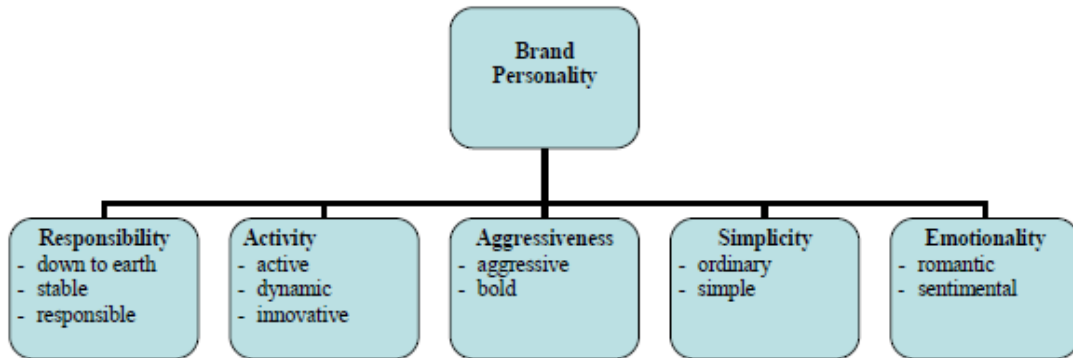 Brand
Personality
Responsibility
- down to earth
- stable
- responsible
Activity
- active
- dynamic
- innovative
Aggressiveness
- aggressive
- bold
Simplicity
- ordinary
- simple
Emotionality
- romantic
- sentimental